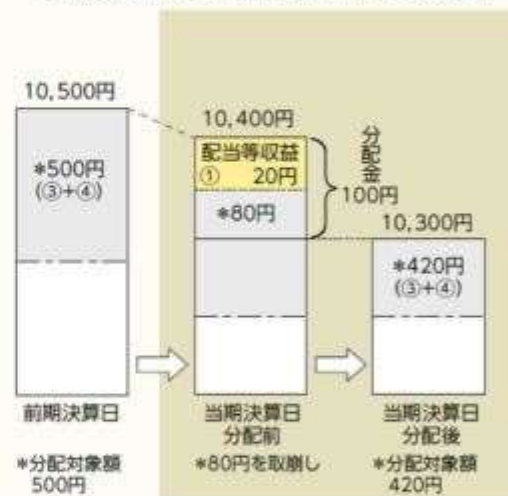 10,500円
*500円
(③+④)
前期決算日
*分配対象額
500円
10,400円
配当等収益
① 20円
*80円
分配金
100円
当期決算日
分配前
*80円を取崩し
10,300円
*420円
(③+④)
当期決算日
分配後
*分配対象額
420円